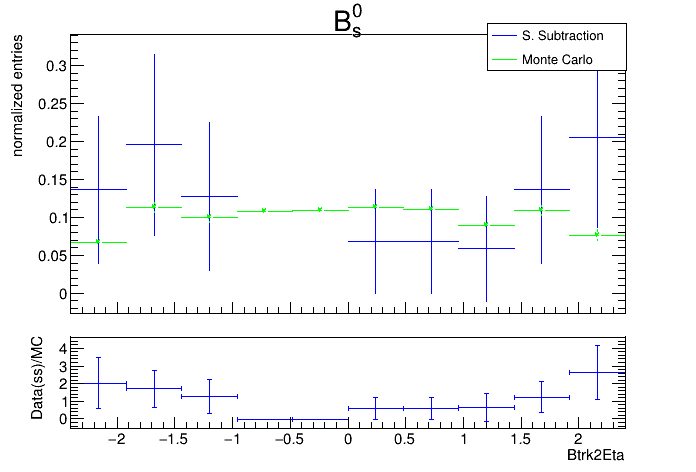 B_s^0
S. Subtraction
Monte Carlo
normalized entries
0.3
0.25
0.2
0.15
0.1
0.05
0
Data(ss)/MC
4
3
2
1
0
−2 −1.5 −1 −0.5 0 0.5 1 1.5 2
Btrk2Eta